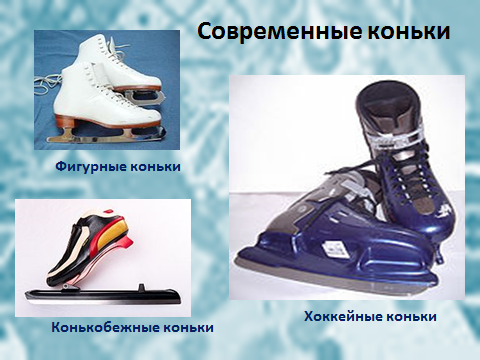 Современные коньки
Фигурные коньки
Конькобежные коньки
Хоккейные коньки